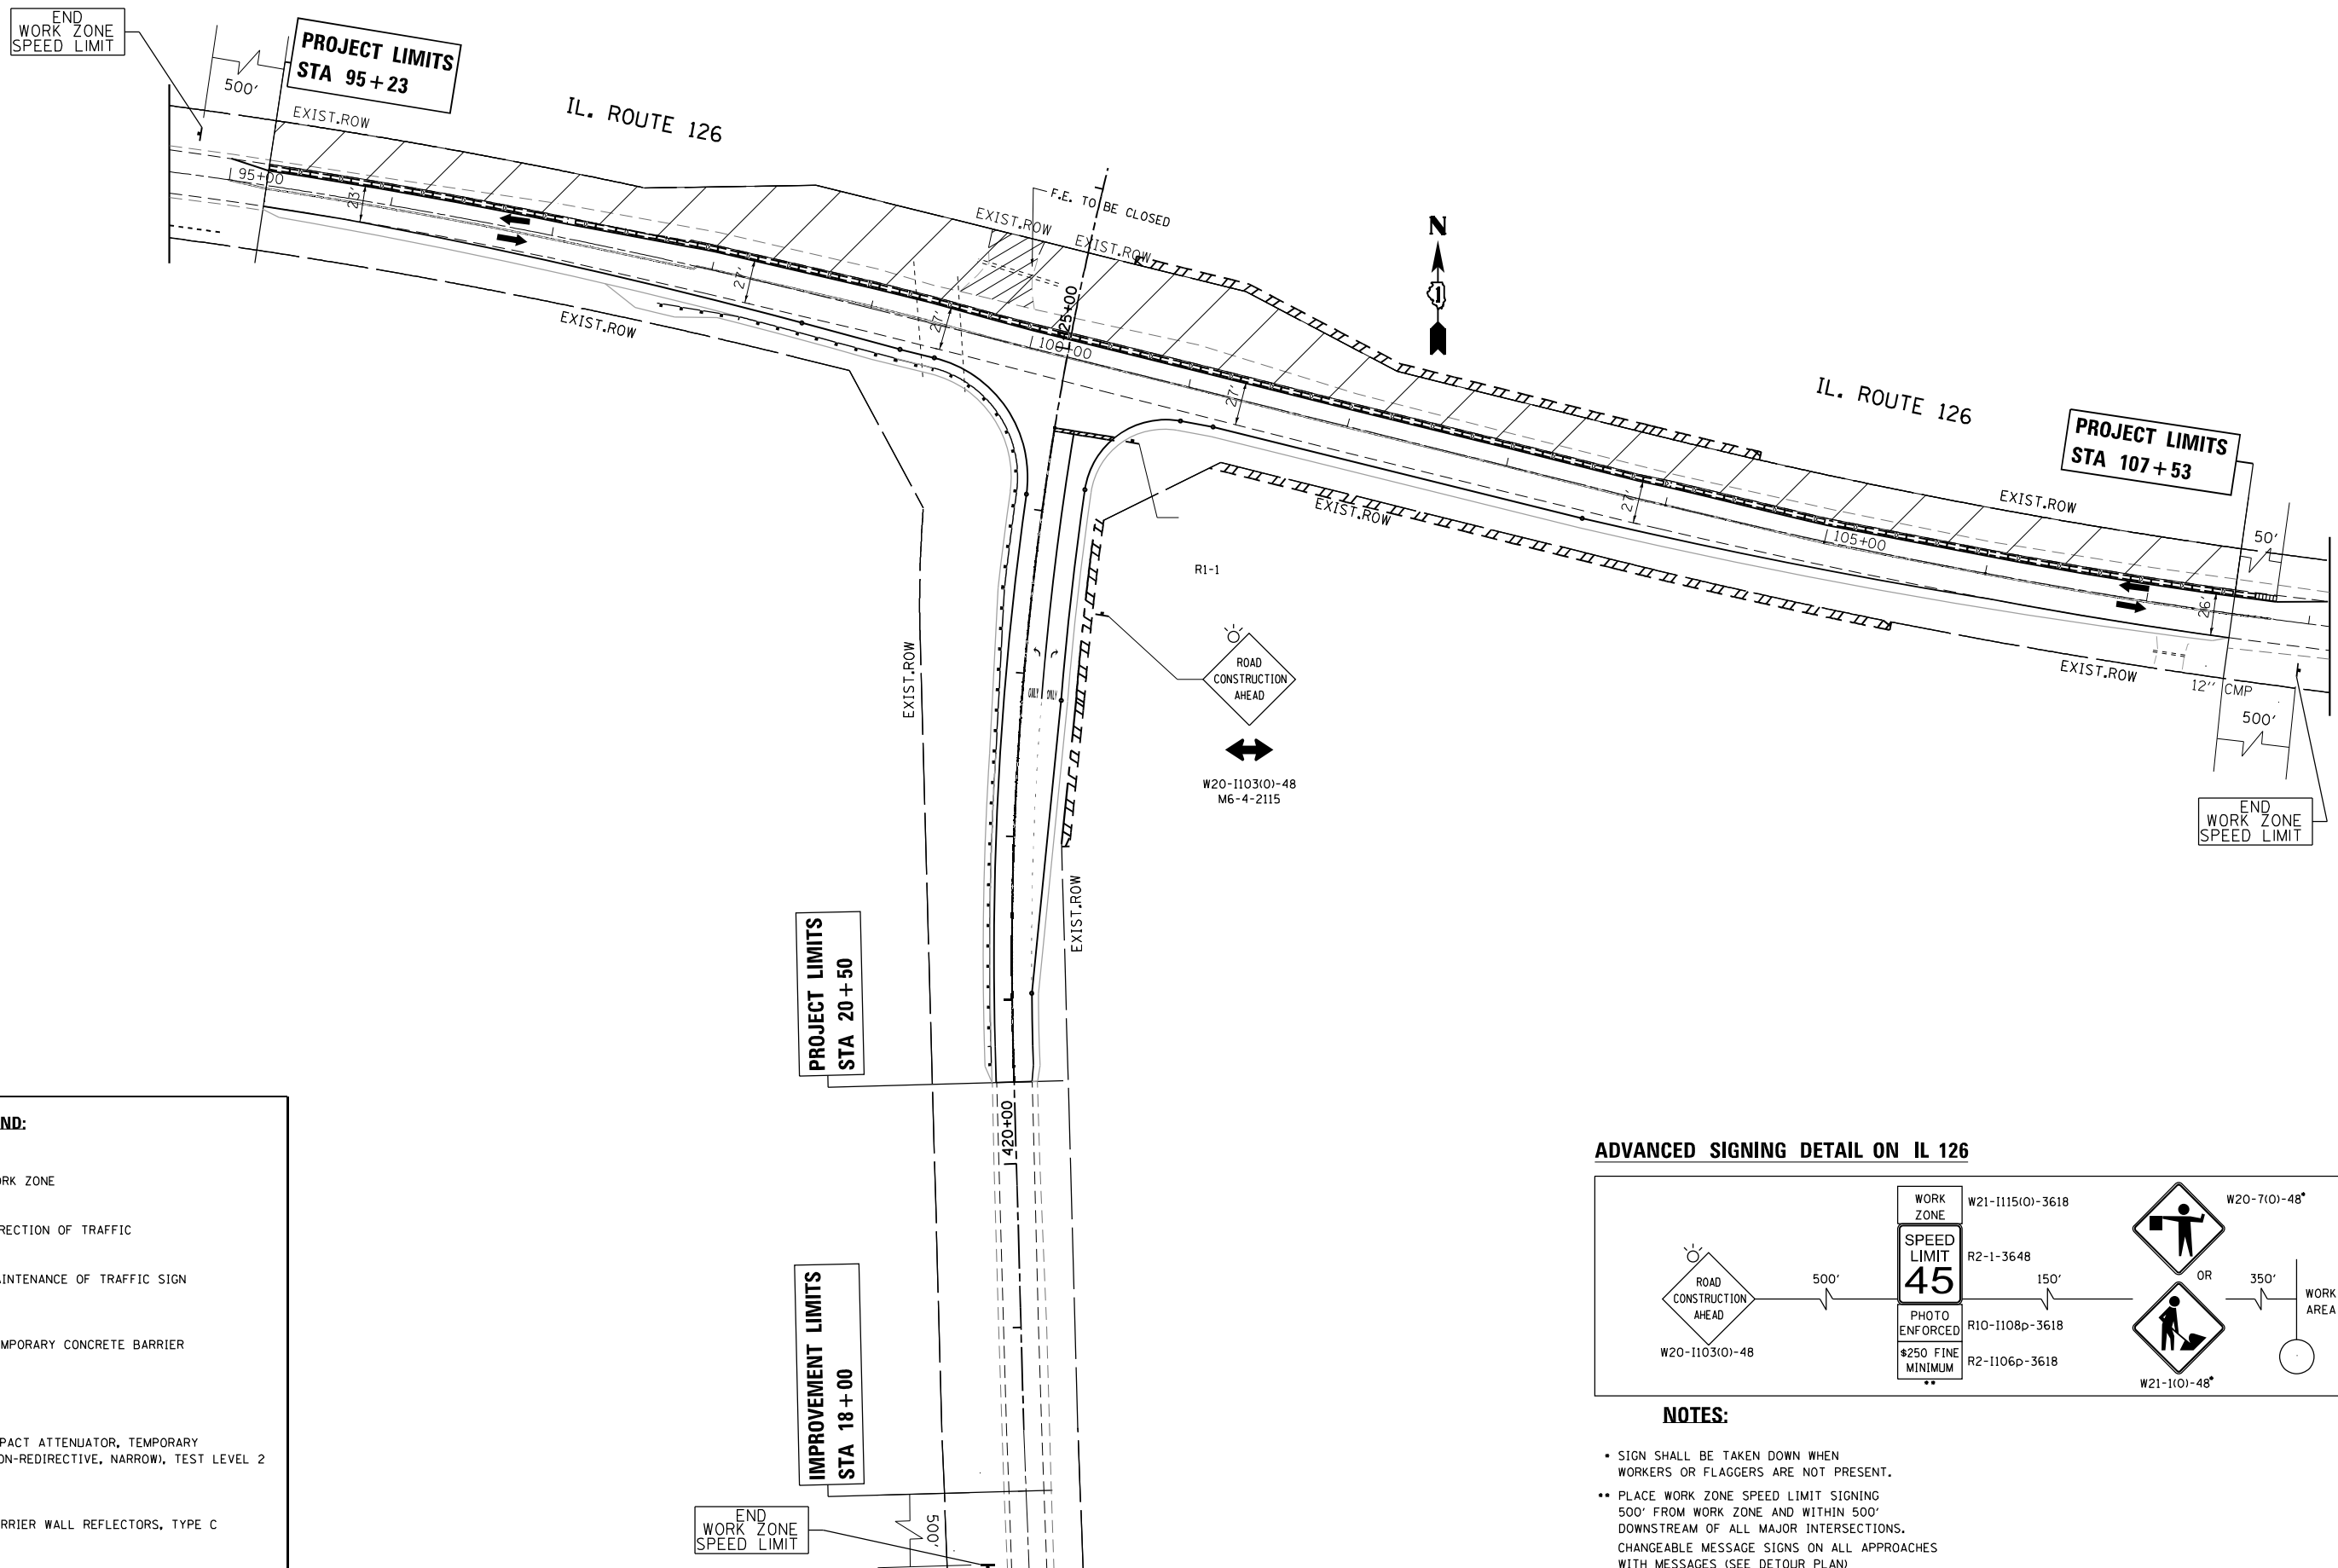 END
WORK ZONE
SPEED LIMIT
PROJECT LIMITS
STA 95+23
500'
EXIST.ROW
IL. ROUTE 126
95+00
23'
EXIST.ROW
F.E. TO BE CLOSED
EXIST.ROW
EXIST.ROW
27'
27'
25+00
100+00
27'
N
IL. ROUTE 126
PROJECT LIMITS
STA 107+53
EXIST.ROW
50'
EXIST.ROW
27'
105+00
26'
EXIST.ROW
12'' CMP
500'
END
WORK ZONE
SPEED LIMIT
R1-1
ROAD
CONSTRUCTION
AHEAD
W20-I103(O)-48
M6-4-2115
ONLY ONLY
EXIST.ROW
EXIST.ROW
PROJECT LIMITS
STA 20+50
420+00
IMPROVEMENT LIMITS
STA 18+00
END
WORK ZONE
SPEED LIMIT
500'
ND:
RK ZONE
RECTION OF TRAFFIC
INTENANCE OF TRAFFIC SIGN
MPORARY CONCRETE BARRIER
PACT ATTENUATOR, TEMPORARY
ON-REDIRECTIVE, NARROW), TEST LEVEL 2
RRIER WALL REFLECTORS, TYPE C
ADVANCED SIGNING DETAIL ON IL 126
ROAD
CONSTRUCTION
AHEAD
W20-I103(O)-48
500'
WORK
ZONE
W21-I115(O)-3618
SPEED
LIMIT
45
R2-1-3648
PHOTO
ENFORCED
R10-I108p-3618
$250 FINE
MINIMUM
R2-I106p-3618
**
150'
W20-7(O)-48*
OR
W21-1(O)-48*
350'
WORK
AREA
NOTES:
* SIGN SHALL BE TAKEN DOWN WHEN
WORKERS OR FLAGGERS ARE NOT PRESENT.
** PLACE WORK ZONE SPEED LIMIT SIGNING
500' FROM WORK ZONE AND WITHIN 500'
DOWNSTREAM OF ALL MAJOR INTERSECTIONS.
CHANGEABLE MESSAGE SIGNS ON ALL APPROACHES
WITH MESSAGES (SEE DETOUR PLAN)